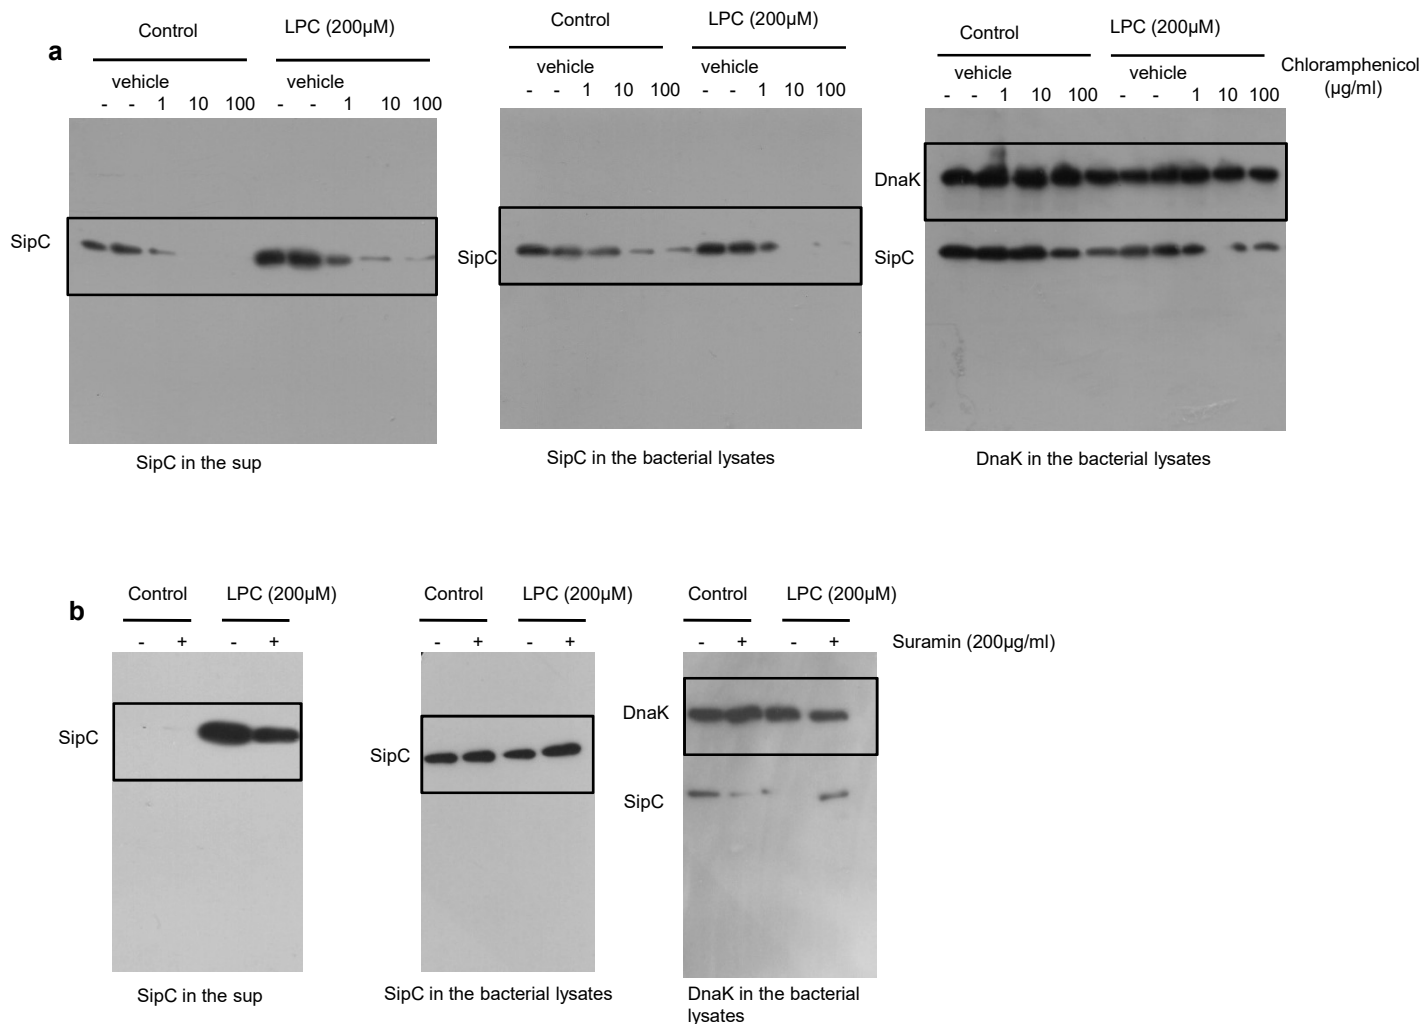 a
Control
LPC (200µM)
vehicle
vehicle
- - 1 10 100 - - 1 10 100
SipC
SipC in the sup
Control
LPC (200µM)
vehicle
vehicle
- - 1 10 100 - - 1 10 100
SipC
SipC in the bacterial lysates
Control
LPC (200µM)
vehicle
vehicle
- - 1 10 100 - - 1 10 100
Chloramphenicol
(µg/ml)
DnaK
SipC
DnaK in the bacterial lysates
b
Control
LPC (200µM)
- + - +
SipC
SipC in the sup
Control
LPC (200µM)
- + - +
SipC
SipC in the bacterial lysates
Control
LPC (200µM)
- + - +
Suramin (200µg/ml)
DnaK
SipC
DnaK in the bacterial
lysates